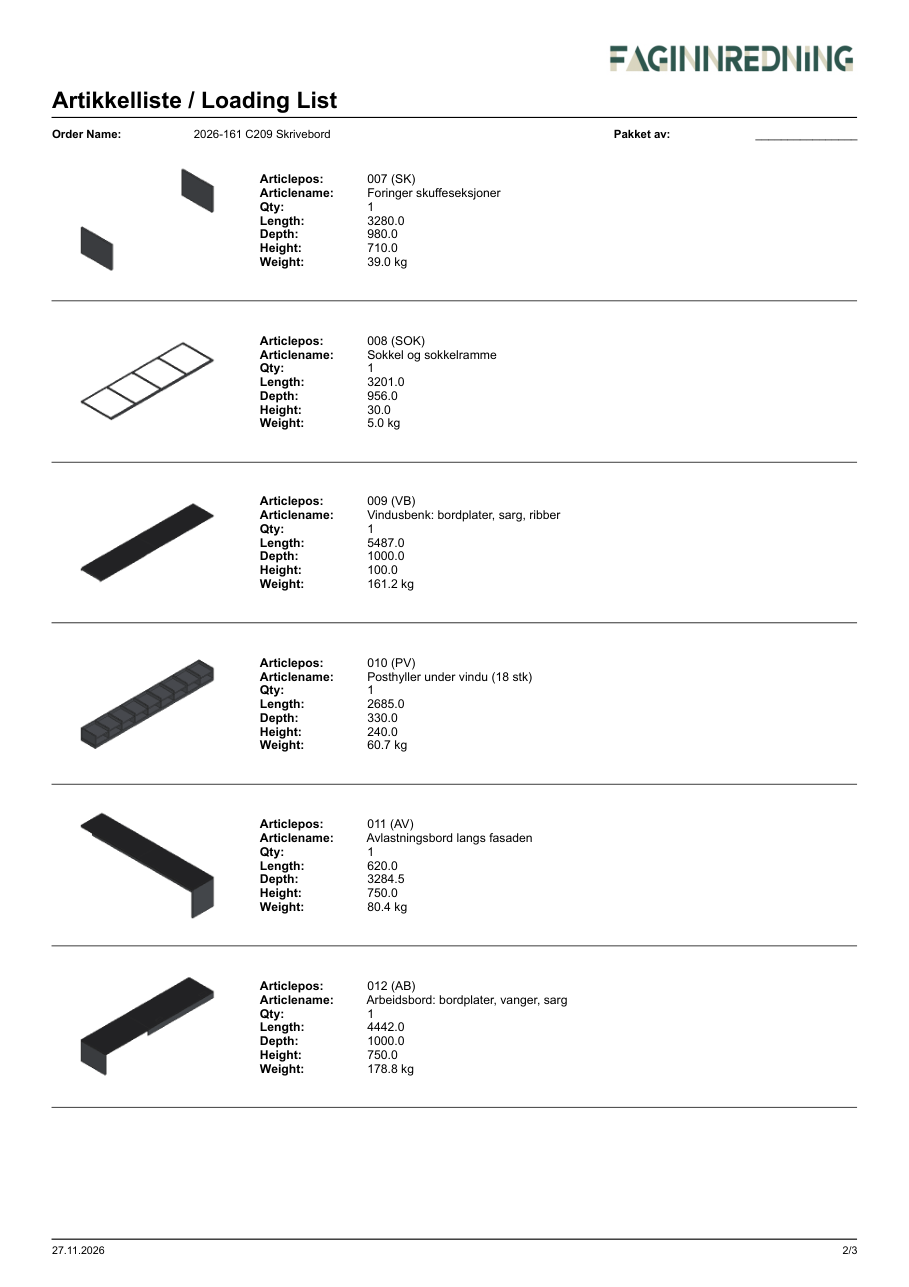 FAGINNREDNiNG
Artikkelliste / Loading List
Order Name: 2026-161 C209 Skrivebord Pakket av: ________________
Articlepos: 007 (SK)
Articlename: Foringer skuffeseksjoner
Qty: 1
Length: 3280.0
Depth: 980.0
Height: 710.0
Weight: 39.0 kg
Articlepos: 008 (SOK)
Articlename: Sokkel og sokkelramme
Qty: 1
Length: 3201.0
Depth: 956.0
Height: 30.0
Weight: 5.0 kg
Articlepos: 009 (VB)
Articlename: Vindusbenk: bordplater, sarg, ribber
Qty: 1
Length: 5487.0
Depth: 1000.0
Height: 100.0
Weight: 161.2 kg
Articlepos: 010 (PV)
Articlename: Posthyller under vindu (18 stk)
Qty: 1
Length: 2685.0
Depth: 330.0
Height: 240.0
Weight: 60.7 kg
Articlepos: 011 (AV)
Articlename: Avlastningsbord langs fasaden
Qty: 1
Length: 620.0
Depth: 3284.5
Height: 750.0
Weight: 80.4 kg
Articlepos: 012 (AB)
Articlename: Arbeidsbord: bordplater, vanger, sarg
Qty: 1
Length: 4442.0
Depth: 1000.0
Height: 750.0
Weight: 178.8 kg
27.11.2026 2/3